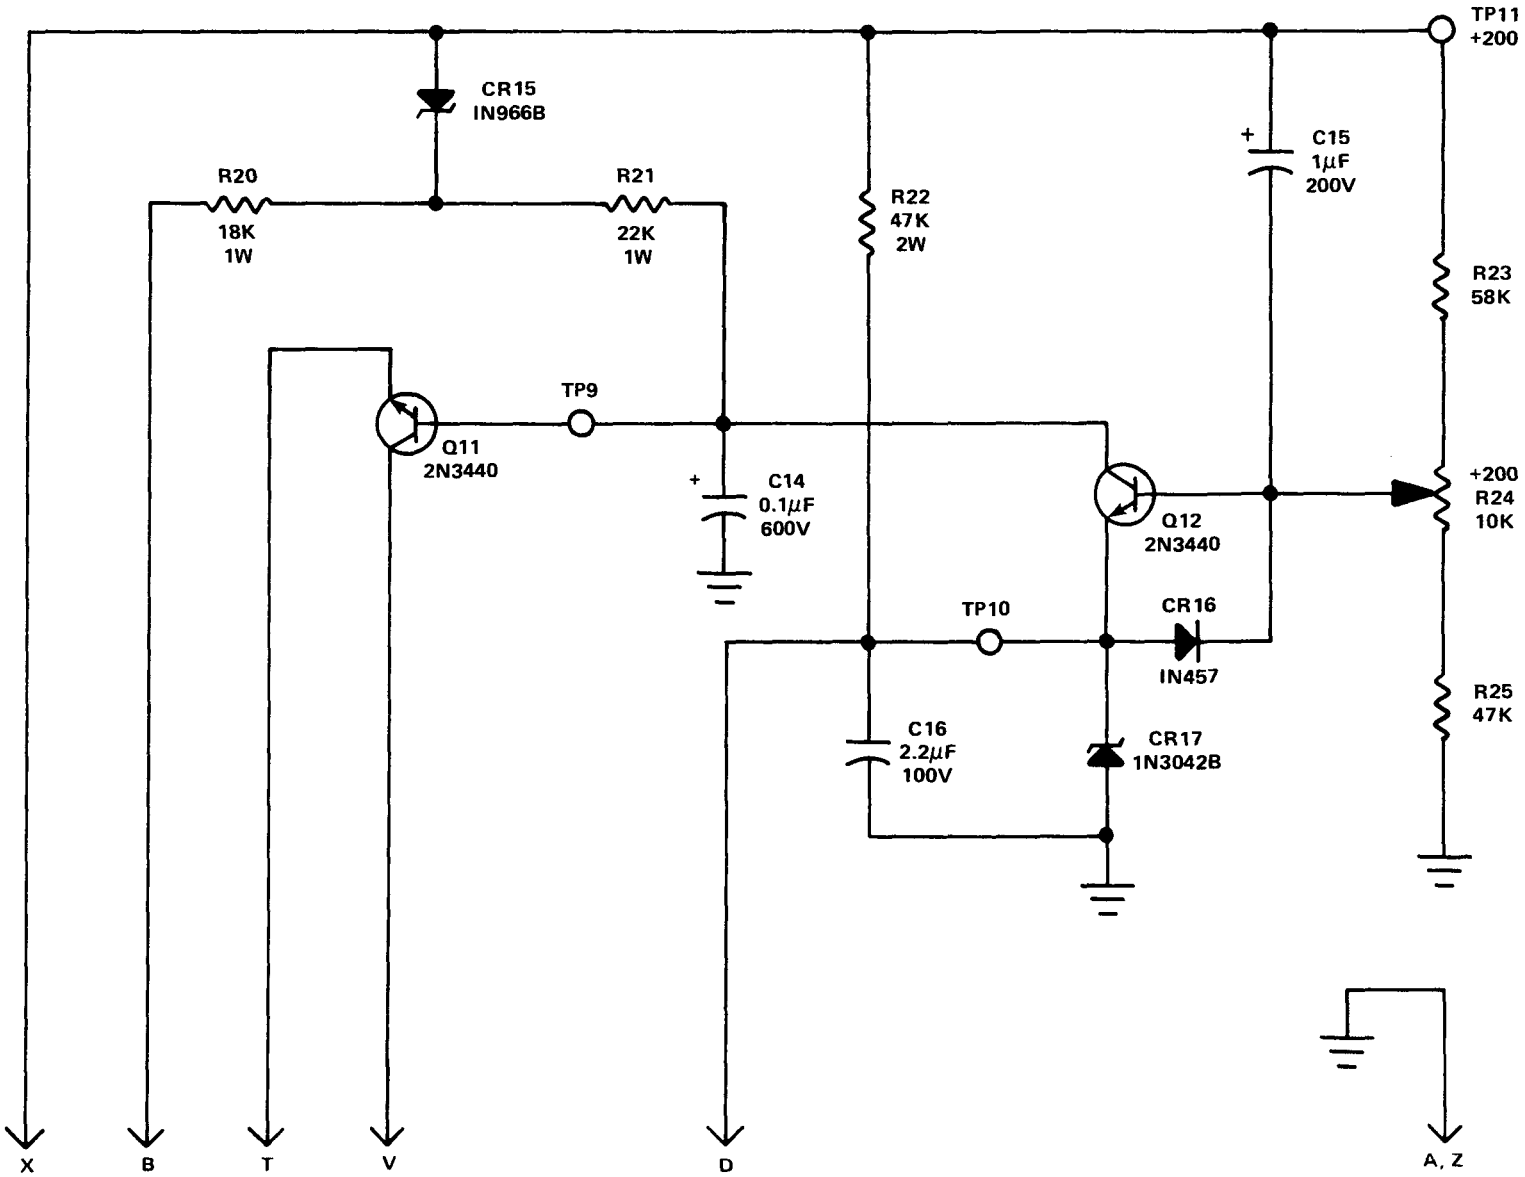 TP11
+200
CR15
IN966B
+
C15
1μF
200V
R20
18K
1W
R21
22K
1W
R22
47K
2W
R23
58K
TP9
Q11
2N3440
+
C14
0.1μF
600V
+200
R24
10K
Q12
2N3440
TP10
CR16
IN457
R25
47K
C16
2.2μF
100V
CR17
1N3042B
X
B
T
V
D
A, Z